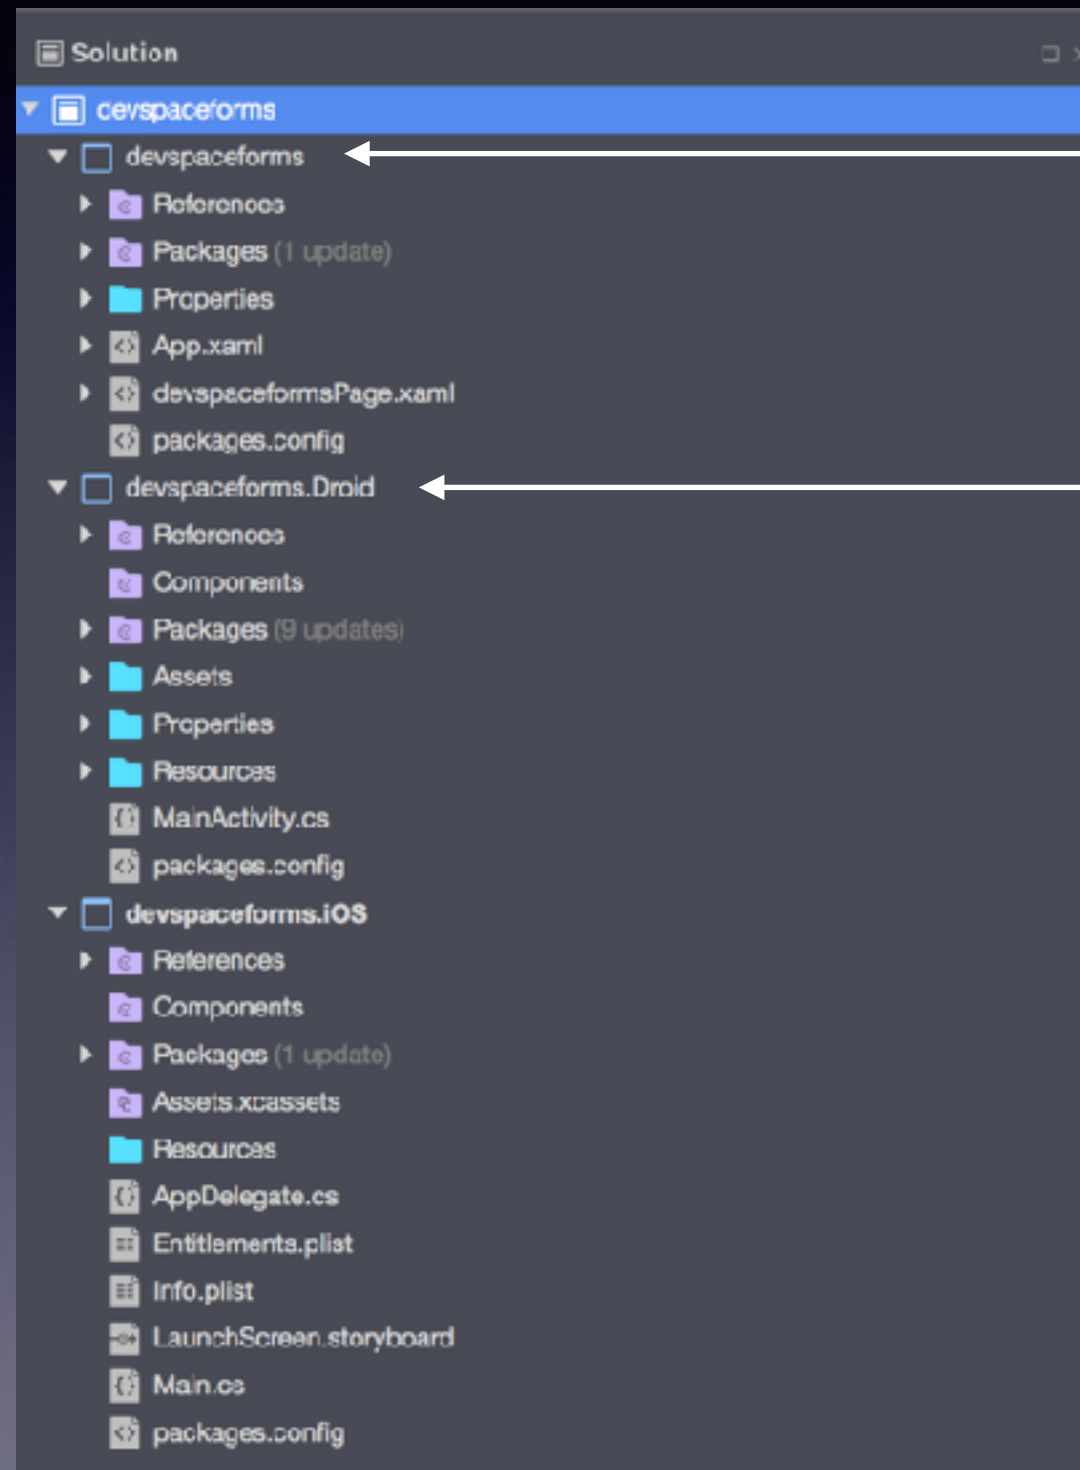 Solution
devspaceforms
devspaceforms
References
Packages (1 update)
Properties
App.xaml
devspaceformsPage.xaml
packages.config
devspaceforms.Droid
References
Components
Packages (9 updates)
Assets
Properties
Resources
MainActivity.cs
packages.config
devspaceforms.iOS
References
Components
Packages (1 update)
Assets.xcassets
Resources
AppDelegate.cs
Entitlements.plist
Info.plist
LaunchScreen.storyboard
Main.cs
packages.config